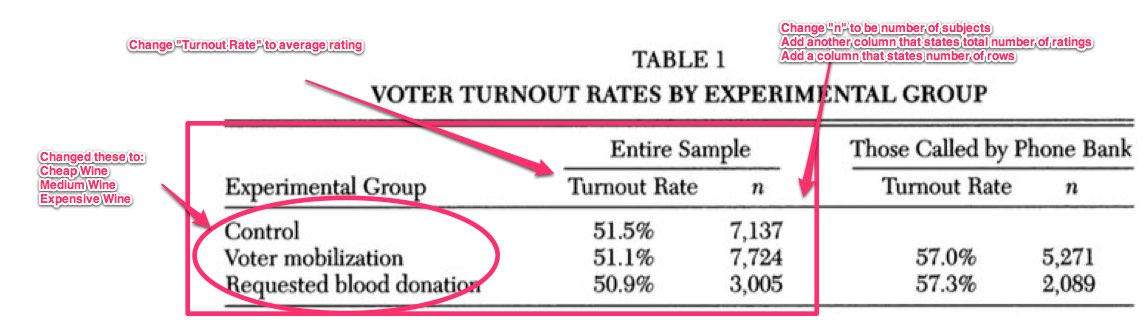 Change "n" to be number of subjects
Add another column that states total number of ratings
Add a column that states number of rows
Change "Turnout Rate" to average rating
TABLE 1
VOTER TURNOUT RATES BY EXPERIMENTAL GROUP
Changed these to:
Cheap Wine
Medium Wine
Expensive Wine
Entire Sample Those Called by Phone Bank
Experimental Group Turnout Rate n Turnout Rate n
Control 51.5% 7,137
Voter mobilization 51.1% 7,724 57.0% 5,271
Requested blood donation 50.9% 3,005 57.3% 2,089